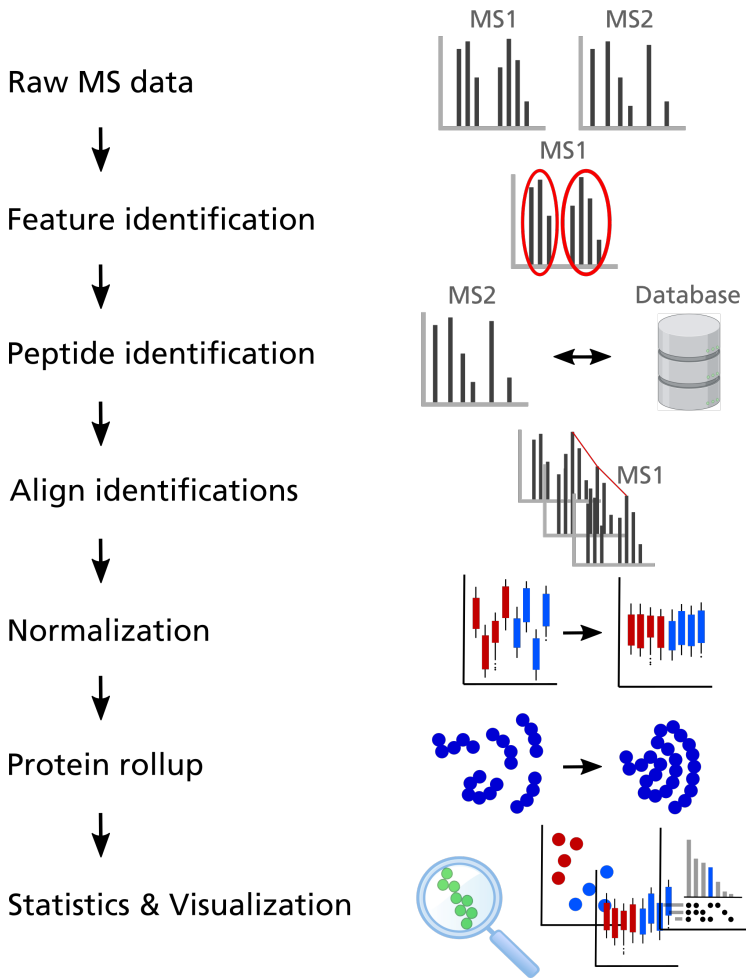 MS1
MS2
Raw MS data
MS1
Feature identification
MS2
Database
Peptide identification
Align identifications
MS1
Normalization
Protein rollup
Statistics & Visualization